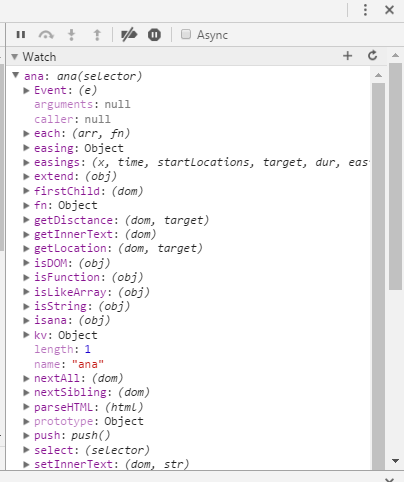 Async
Watch
ana: ana(selector)
Event: (e)
arguments: null
caller: null
each: (arr, fn)
easing: Object
easings: (x, time, startLocations, target, dur, eas
extend: (obj)
firstChild: (dom)
fn: Object
getDisctance: (dom, target)
getInnerText: (dom)
getLocation: (dom, target)
isDOM: (obj)
isFunction: (obj)
isLikeArray: (obj)
isString: (obj)
isana: (obj)
kv: Object
length: 1
name: "ana"
nextAll: (dom)
nextSibling: (dom)
parseHTML: (html)
prototype: Object
push: push()
select: (selector)
setInnerText: (dom, str)